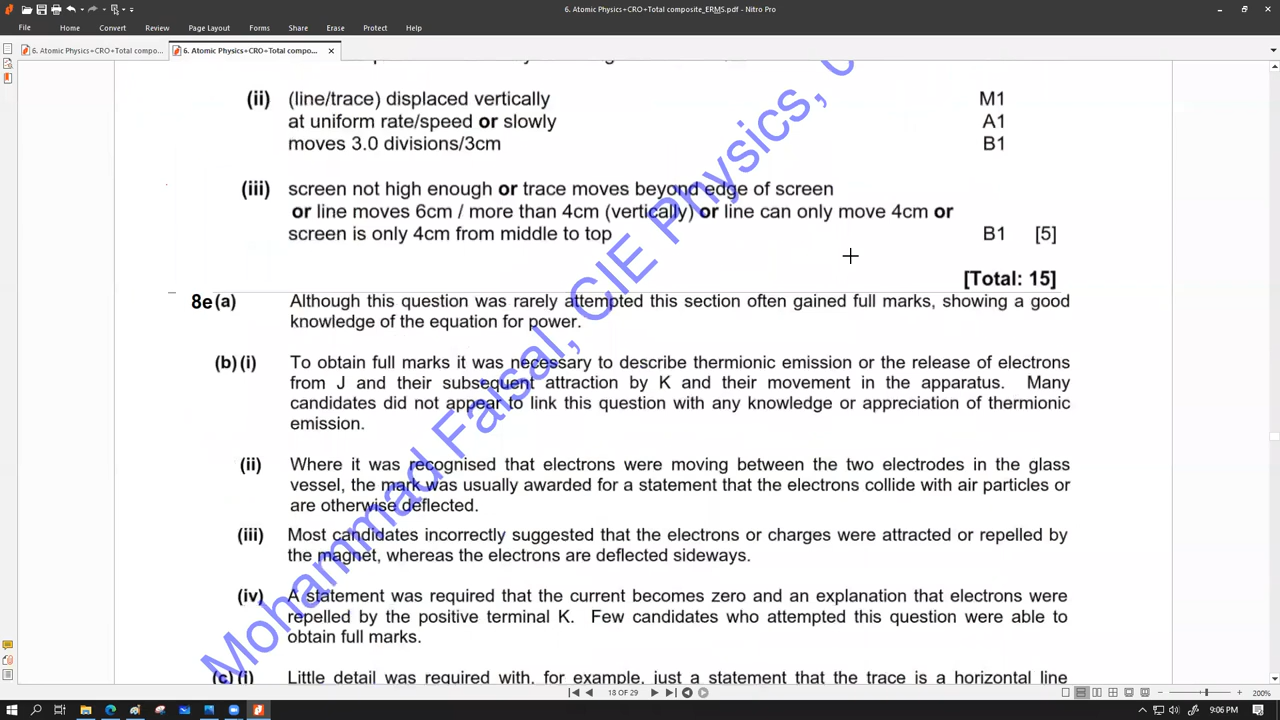 6. Atomic Physics+CRO+Total composite_ERMS.pdf - Nitro Pro
File Home Convert Review Page Layout Forms Share Erase Protect Help
6. Atomic Physics+CRO+Total compo... 6. Atomic Physics+CRO+Total compo...
(ii) (line/trace) displaced vertically M1
at uniform rate/speed or slowly A1
moves 3.0 divisions/3cm B1
(iii) screen not high enough or trace moves beyond edge of screen
or line moves 6cm / more than 4cm (vertically) or line can only move 4cm or
screen is only 4cm from middle to top B1 [5]
[Total: 15]
8e(a) Although this question was rarely attempted this section often gained full marks, showing a good
knowledge of the equation for power.
(b)(i) To obtain full marks it was necessary to describe thermionic emission or the release of electrons
from J and their subsequent attraction by K and their movement in the apparatus. Many
candidates did not appear to link this question with any knowledge or appreciation of thermionic
emission.
(ii) Where it was recognised that electrons were moving between the two electrodes in the glass
vessel, the mark was usually awarded for a statement that the electrons collide with air particles or
are otherwise deflected.
(iii) Most candidates incorrectly suggested that the electrons or charges were attracted or repelled by
the magnet, whereas the electrons are deflected sideways.
(iv) A statement was required that the current becomes zero and an explanation that electrons were
repelled by the positive terminal K. Few candidates who attempted this question were able to
obtain full marks.
(c)(i) Little detail was required with, for example, just a statement that the trace is a horizontal line
Mohammad Faisal, CIE Physics,
18 OF 29
200%
9:06 PM